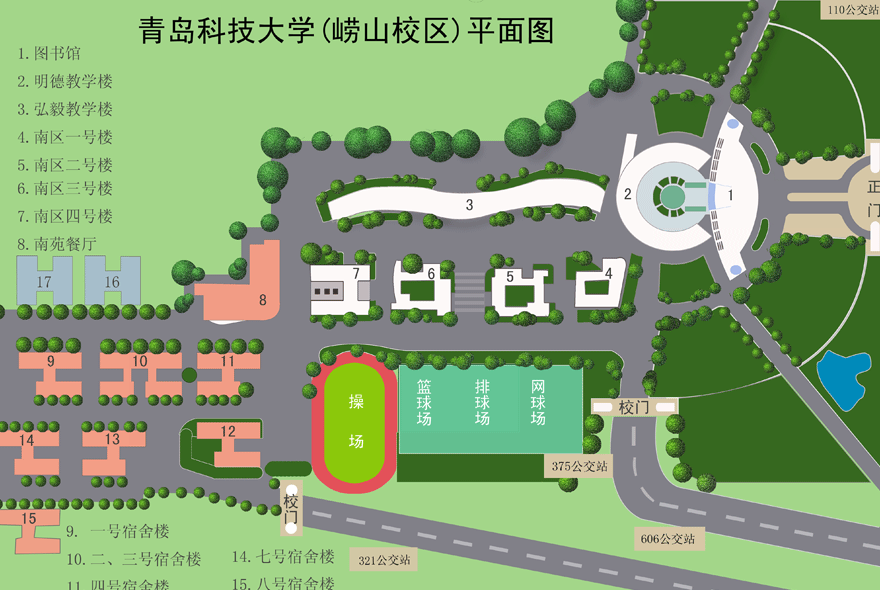 青岛科技大学(崂山校区)平面图
110公交站
1.图书馆
2.明德教学楼
3.弘毅教学楼
4.南区一号楼
5.南区二号楼
6.南区三号楼
7.南区四号楼
8.南苑餐厅
正门
1
2
3
4
5
6
7
8
17
16
9
10
11
12
13
14
15
操场
篮球场
排球场
网球场
校门
375公交站
校门
606公交站
321公交站
9. 一号宿舍楼
10.二、三号宿舍楼
11.四号宿舍楼
14.七号宿舍楼
15.八号宿舍楼